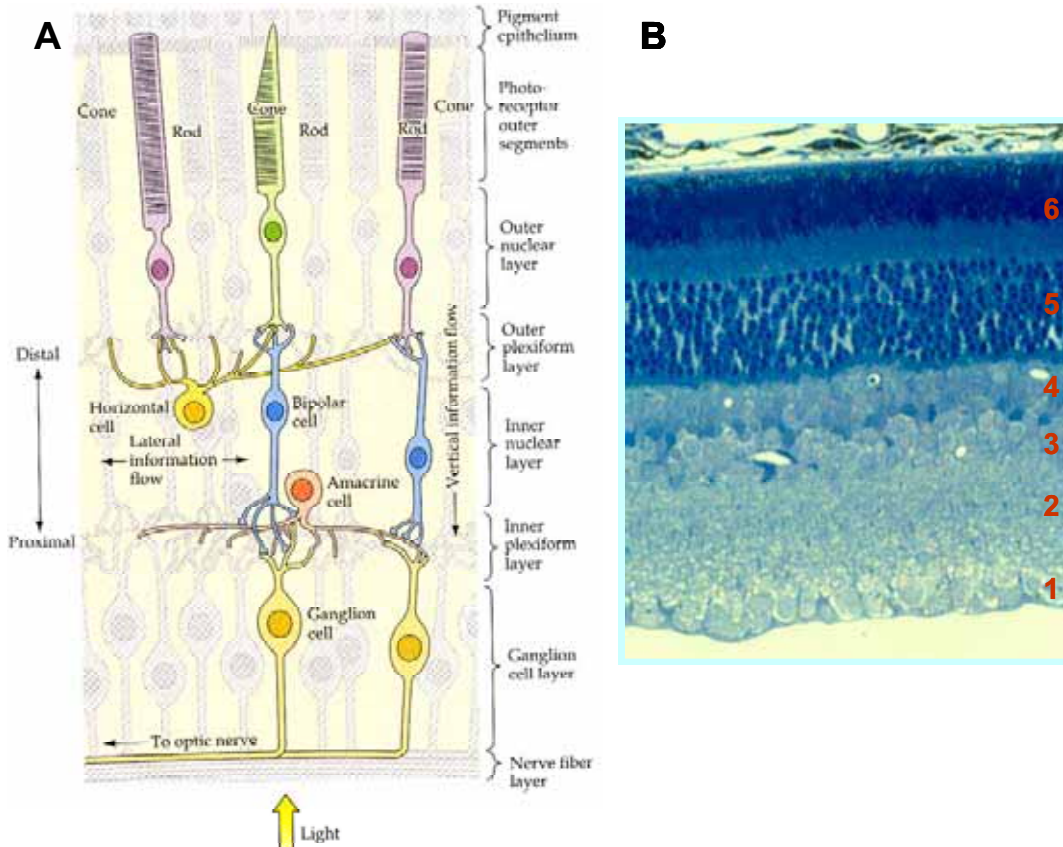 A
B
Pigment
epithelium
Photo-
receptor
outer
segments
Cone
Rod
Cone
Rod
Rod
Cone
Outer
nuclear
layer
Outer
plexiform
layer
Distal
Horizontal
cell
Bipolar
cell
Lateral
information
flow
Vertical information flow
Inner
nuclear
layer
Amacrine
cell
Proximal
Inner
plexiform
layer
Ganglion
cell
Ganglion
cell layer
To optic nerve
Nerve fiber
layer
Light
6
5
4
3
2
1